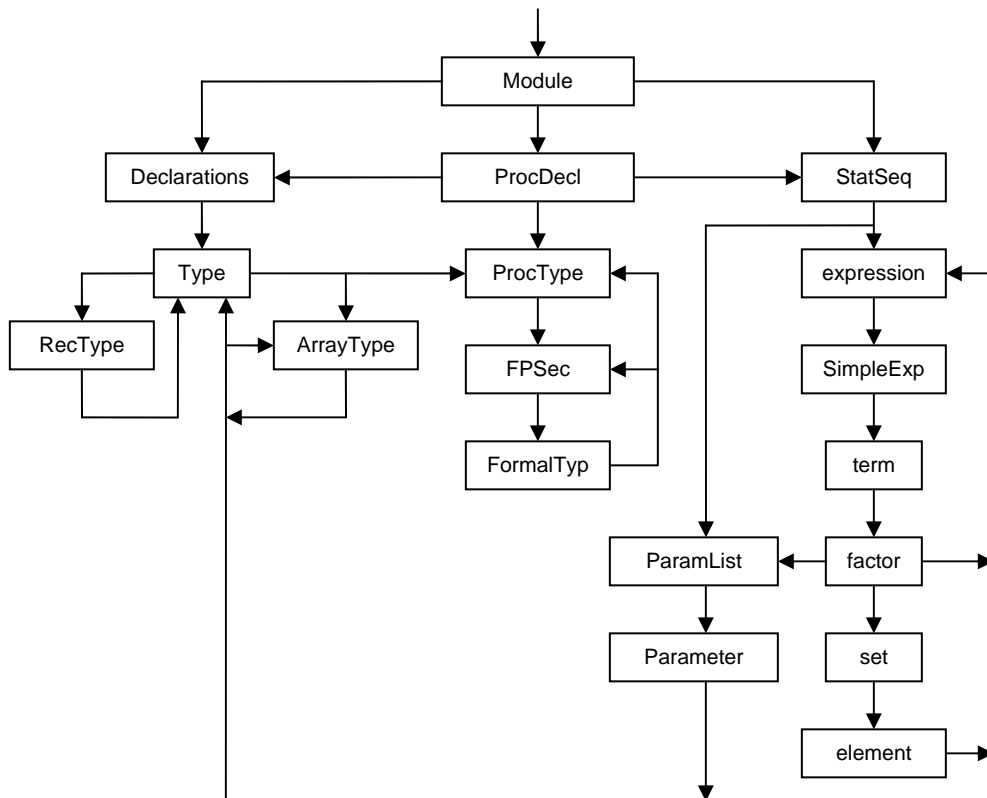 Module
Declarations
ProcDecl
StatSeq
Type
ProcType
expression
RecType
ArrayType
FPSec
SimpleExp
FormalTyp
term
ParamList
factor
Parameter
set
element